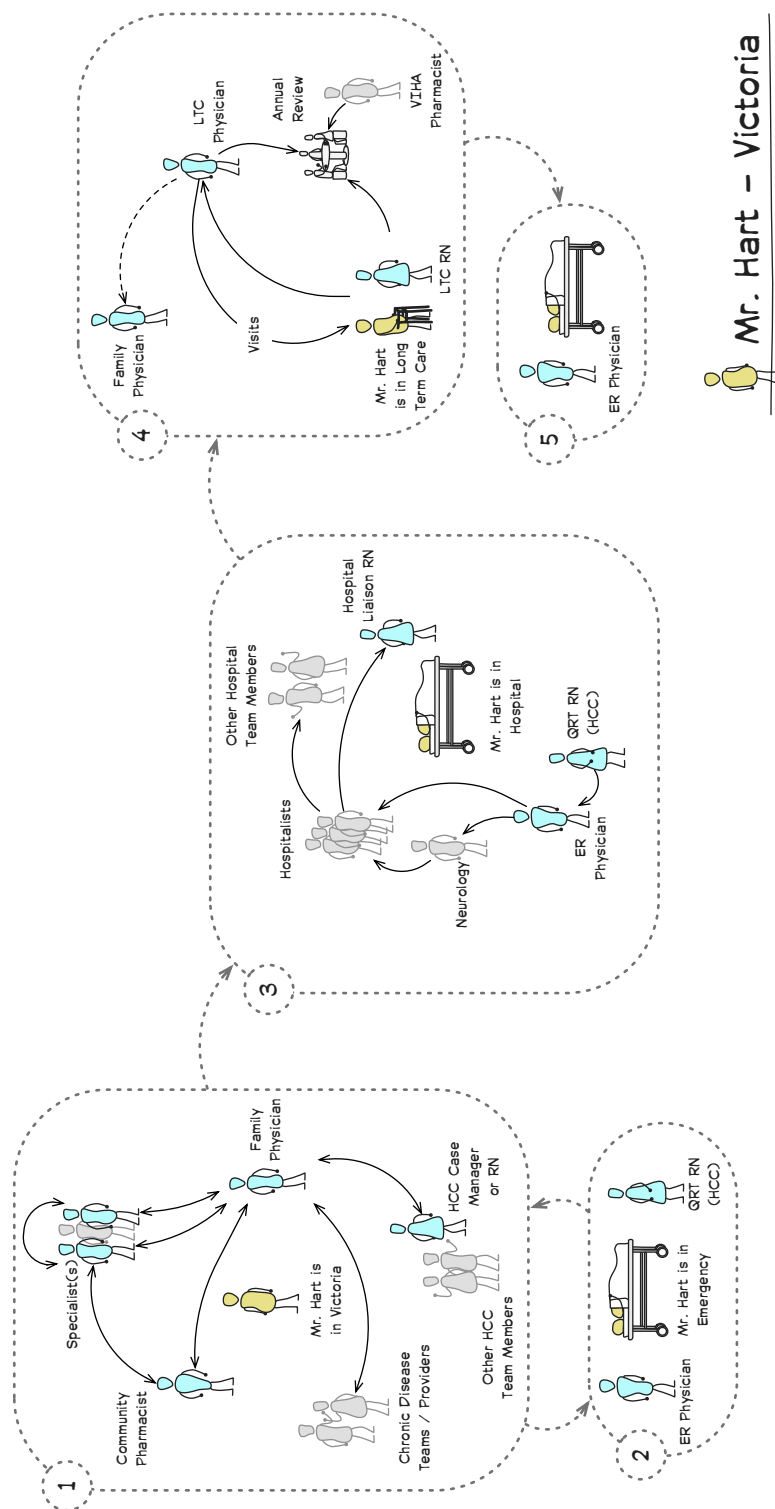 Mr. Hart – Victoria
1
Specialist(s)
Community
Pharmacist
Family
Physician
Mr. Hart is
in Victoria
Chronic Disease
Teams / Providers
HCC Case
Manager
or RN
Other HCC
Team Members
2
ER Physician
Mr. Hart is in
Emergency
QRT RN
(HCC)
3
Other Hospital
Team Members
Hospitalists
Hospital
Liaison RN
Neurology
Mr. Hart is in
Hospital
ER
Physician
QRT RN
(HCC)
4
Family
Physician
LTC
Physician
Visits
Annual
Review
Mr. Hart
is in Long
Term Care
LTC RN
VIHA
Pharmacist
5
ER Physician